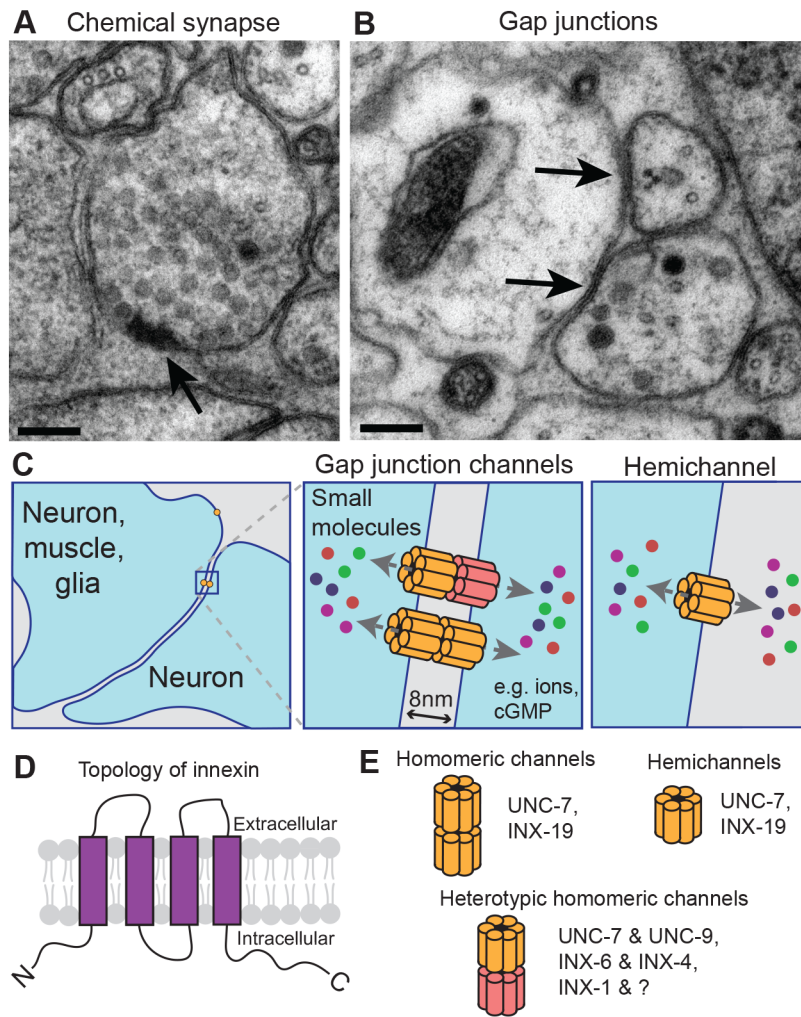 A
Chemical synapse
B
Gap junctions
C
Gap junction channels
Hemichannel
Neuron,
muscle,
glia
Neuron
Small
molecules
8nm
e.g. ions,
cGMP
D
Topology of innexin
Extracellular
Intracellular
N
C
E
Homomeric channels
UNC-7,
INX-19
Hemichannels
UNC-7,
INX-19
Heterotypic homomeric channels
UNC-7 & UNC-9,
INX-6 & INX-4,
INX-1 & ?